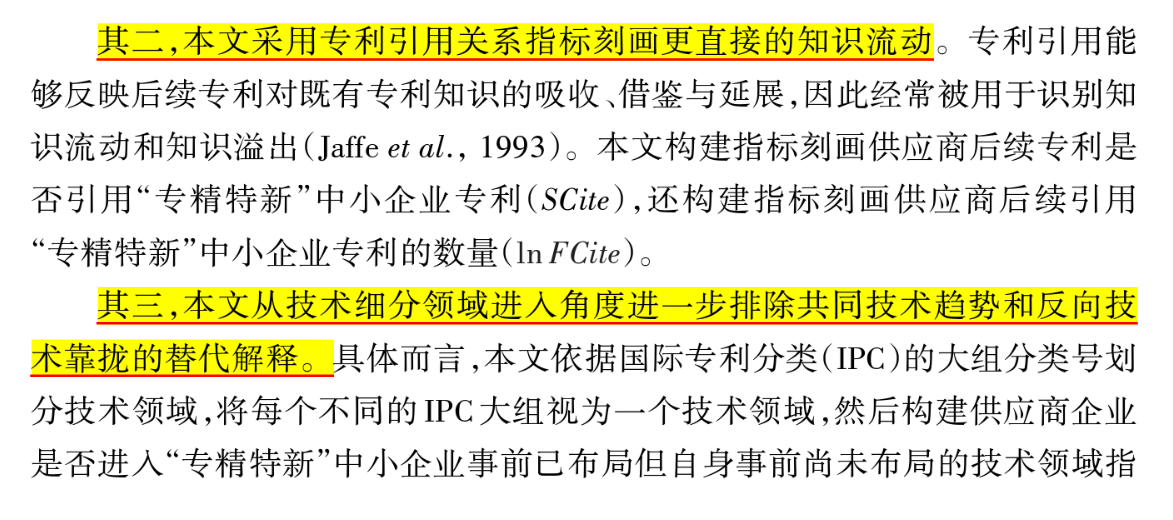 其二,本文采用专利引用关系指标刻画更直接的知识流动。专利引用能
够反映后续专利对既有专利知识的吸收、借鉴与延展,因此经常被用于识别知
识流动和知识溢出(Jaffe et al., 1993)。本文构建指标刻画供应商后续专利是
否引用“专精特新”中小企业专利(SCite),还构建指标刻画供应商后续引用
“专精特新”中小企业专利的数量(ln FCite)。
其三,本文从技术细分领域进入角度进一步排除共同技术趋势和反向技
术靠拢的替代解释。具体而言,本文依据国际专利分类(IPC)的大组分类号划
分技术领域,将每个不同的 IPC 大组视为一个技术领域,然后构建供应商企业
是否进入“专精特新”中小企业事前已布局但自身事前尚未布局的技术领域指